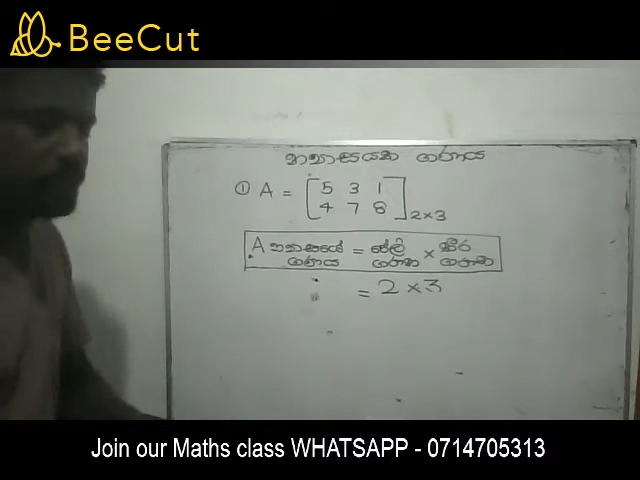 BeeCut
න්‍යාසයක ගණය
① A = [5 3 1
4 7 8] 2×3
A න්‍යාසයේ ගණය = පේලි ගණන × තීර ගණන
= 2 × 3
Join our Maths class WHATSAPP - 0714705313